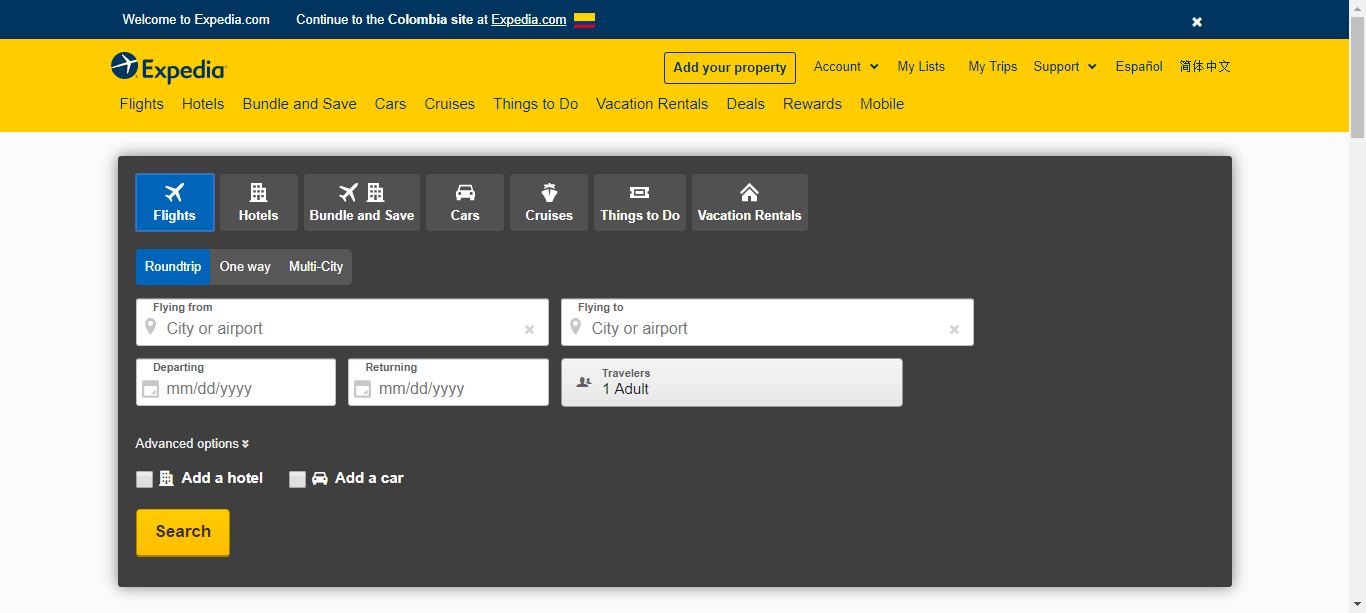 Welcome to Expedia.com Continue to the Colombia site at Expedia.com
Expedia
Add your property Account My Lists My Trips Support Español 简体中文
Flights Hotels Bundle and Save Cars Cruises Things to Do Vacation Rentals Deals Rewards Mobile
Flights Hotels Bundle and Save Cars Cruises Things to Do Vacation Rentals
Roundtrip One way Multi-City
Flying from Flying to
City or airport City or airport
Departing Returning Travelers
mm/dd/yyyy mm/dd/yyyy 1 Adult
Advanced options
Add a hotel Add a car
Search